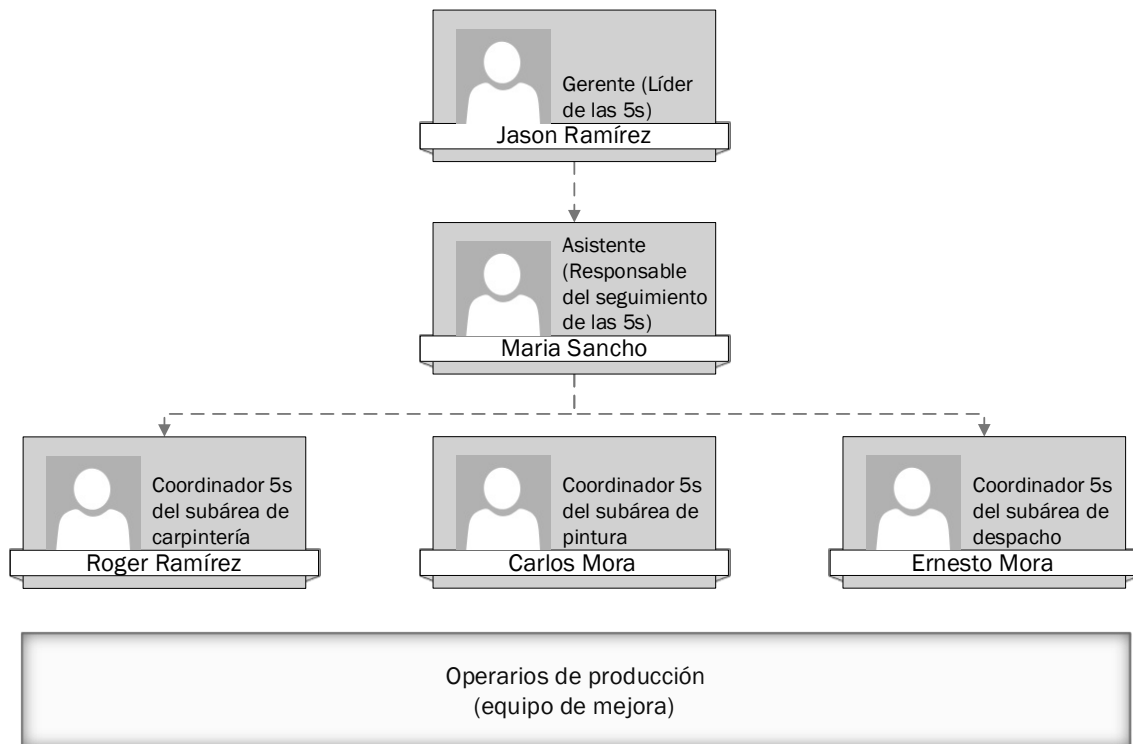 Gerente (Líder
de las 5s)
Jason Ramírez
Asistente
(Responsable
del seguimiento
de las 5s)
Maria Sancho
Coordinador 5s
del subárea de
carpintería
Roger Ramírez
Coordinador 5s
del subárea de
pintura
Carlos Mora
Coordinador 5s
del subárea de
despacho
Ernesto Mora
Operarios de producción
(equipo de mejora)